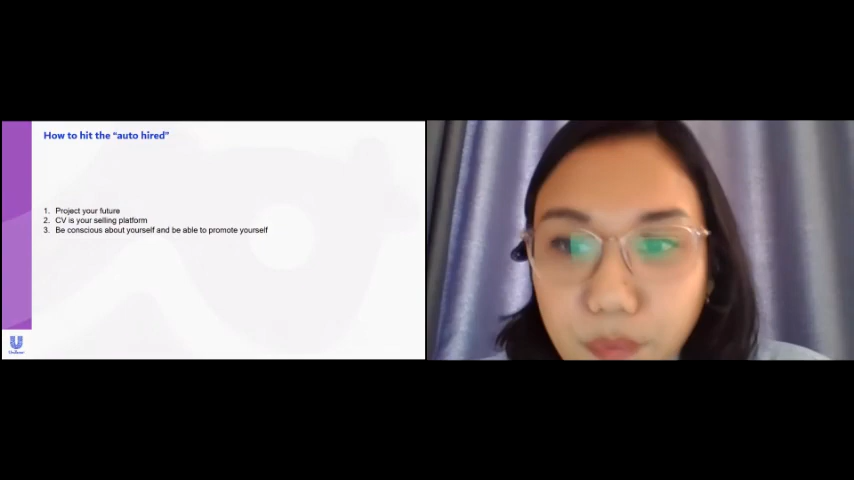 How to hit the “auto hired”
1. Project your future
2. CV is your selling platform
3. Be conscious about yourself and be able to promote yourself
Unilever